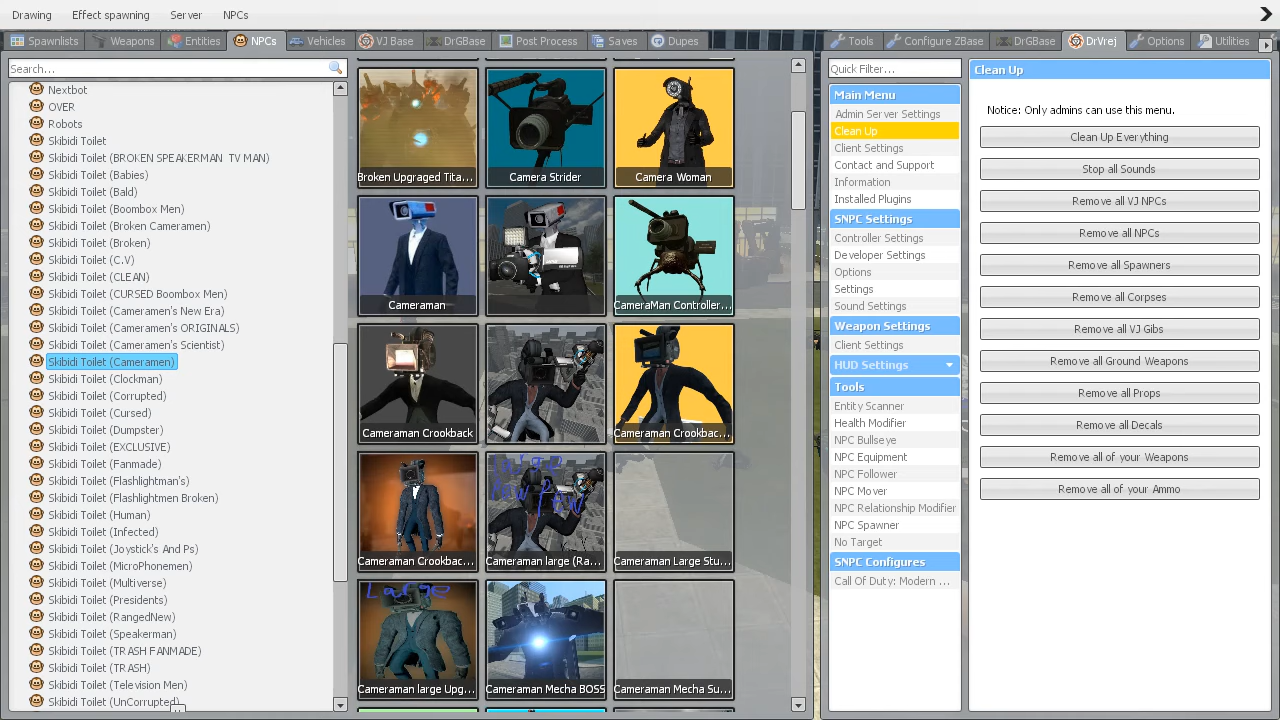 Drawing Effect spawning Server NPCs
Spawnlists Weapons Entities NPCs Vehicles VJ Base DrGBase Post Process Saves Dupes
Tools Configure ZBase DrGBase DrVrej Options Utilities
Search...
Nextbot
OVER
Robots
Skibidi Toilet
Skibidi Toilet (BROKEN SPEAKERMAN TV MAN)
Skibidi Toilet (Babies)
Skibidi Toilet (Bald)
Skibidi Toilet (Boombox Men)
Skibidi Toilet (Broken Cameramen)
Skibidi Toilet (Broken)
Skibidi Toilet (C.V)
Skibidi Toilet (CLEAN)
Skibidi Toilet (CURSED Boombox Men)
Skibidi Toilet (Cameramen's New Era)
Skibidi Toilet (Cameramen's ORIGINALS)
Skibidi Toilet (Cameramen's Scientist)
Skibidi Toilet (Cameramen)
Skibidi Toilet (Clockman)
Skibidi Toilet (Corrupted)
Skibidi Toilet (Cursed)
Skibidi Toilet (Dumpster)
Skibidi Toilet (EXCLUSIVE)
Skibidi Toilet (Fanmade)
Skibidi Toilet (Flashlightman's)
Skibidi Toilet (Flashlightmen Broken)
Skibidi Toilet (Human)
Skibidi Toilet (Infected)
Skibidi Toilet (Joystick's And Ps)
Skibidi Toilet (MicroPhonemen)
Skibidi Toilet (Multiverse)
Skibidi Toilet (Presidents)
Skibidi Toilet (RangedNew)
Skibidi Toilet (Speakerman)
Skibidi Toilet (TRASH FANMADE)
Skibidi Toilet (TRASH)
Skibidi Toilet (Television Men)
Skibidi Toilet (UnCorrupted)
Broken Upgraged Tita... Camera Strider Camera Woman
Cameraman CameraMan Controller...
Cameraman Crookback Cameraman Crookbac...
Large
Pow Pow
Cameraman Crookbac... Cameraman large (Ra... Cameraman Large Stu...
Large
Cameraman large Upg... Cameraman Mecha BOSS Cameraman Mecha Su...
Quick Filter...
Main Menu
Admin Server Settings
Clean Up
Client Settings
Contact and Support
Information
Installed Plugins
SNPC Settings
Controller Settings
Developer Settings
Options
Settings
Sound Settings
Weapon Settings
Client Settings
HUD Settings
Tools
Entity Scanner
Health Modifier
NPC Bullseye
NPC Equipment
NPC Follower
NPC Mover
NPC Relationship Modifier
NPC Spawner
No Target
SNPC Configures
Call Of Duty: Modern ...
Clean Up
Notice: Only admins can use this menu.
Clean Up Everything
Stop all Sounds
Remove all VJ NPCs
Remove all NPCs
Remove all Spawners
Remove all Corpses
Remove all VJ Gibs
Remove all Ground Weapons
Remove all Props
Remove all Decals
Remove all of your Weapons
Remove all of your Ammo